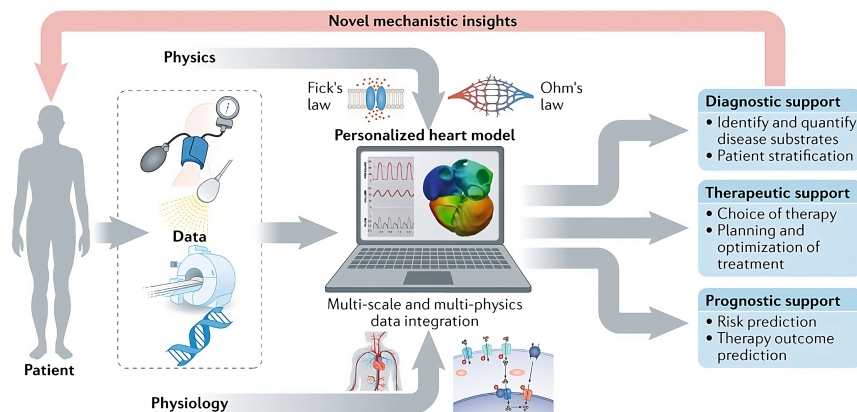 Novel mechanistic insights
Physics
Fick's
law
Ohm's
law
Personalized heart model
Data
Patient
Multi-scale and multi-physics
data integration
Physiology
Diagnostic support
• Identify and quantify
disease substrates
• Patient stratification
Therapeutic support
• Choice of therapy
• Planning and
optimization of
treatment
Prognostic support
• Risk prediction
• Therapy outcome
prediction